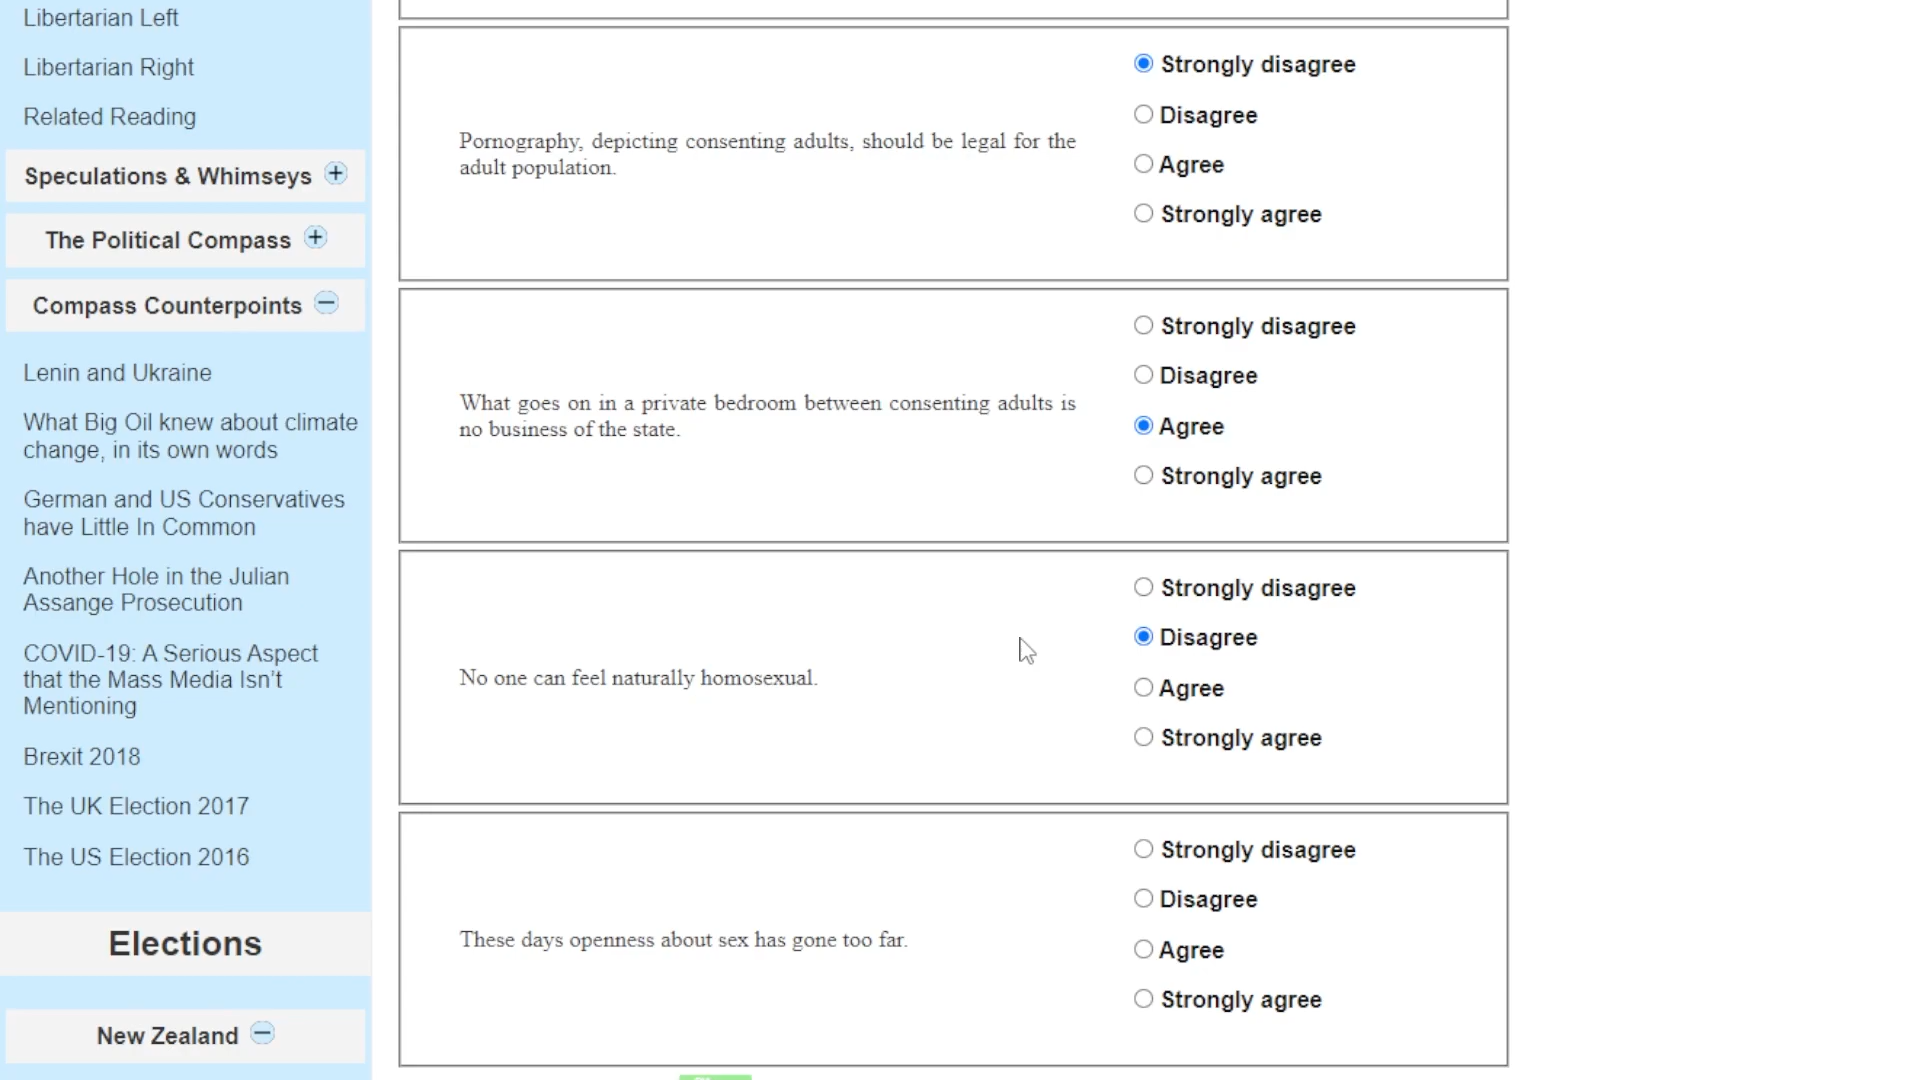 Libertarian Left
Libertarian Right
Related Reading
Speculations & Whimseys
The Political Compass
Compass Counterpoints
Lenin and Ukraine
What Big Oil knew about climate
change, in its own words
German and US Conservatives
have Little In Common
Another Hole in the Julian
Assange Prosecution
COVID-19: A Serious Aspect
that the Mass Media Isn't
Mentioning
Brexit 2018
The UK Election 2017
The US Election 2016
Elections
New Zealand
Pornography, depicting consenting adults, should be legal for the
adult population.
Strongly disagree
Disagree
Agree
Strongly agree
What goes on in a private bedroom between consenting adults is
no business of the state.
Strongly disagree
Disagree
Agree
Strongly agree
No one can feel naturally homosexual.
Strongly disagree
Disagree
Agree
Strongly agree
These days openness about sex has gone too far.
Strongly disagree
Disagree
Agree
Strongly agree